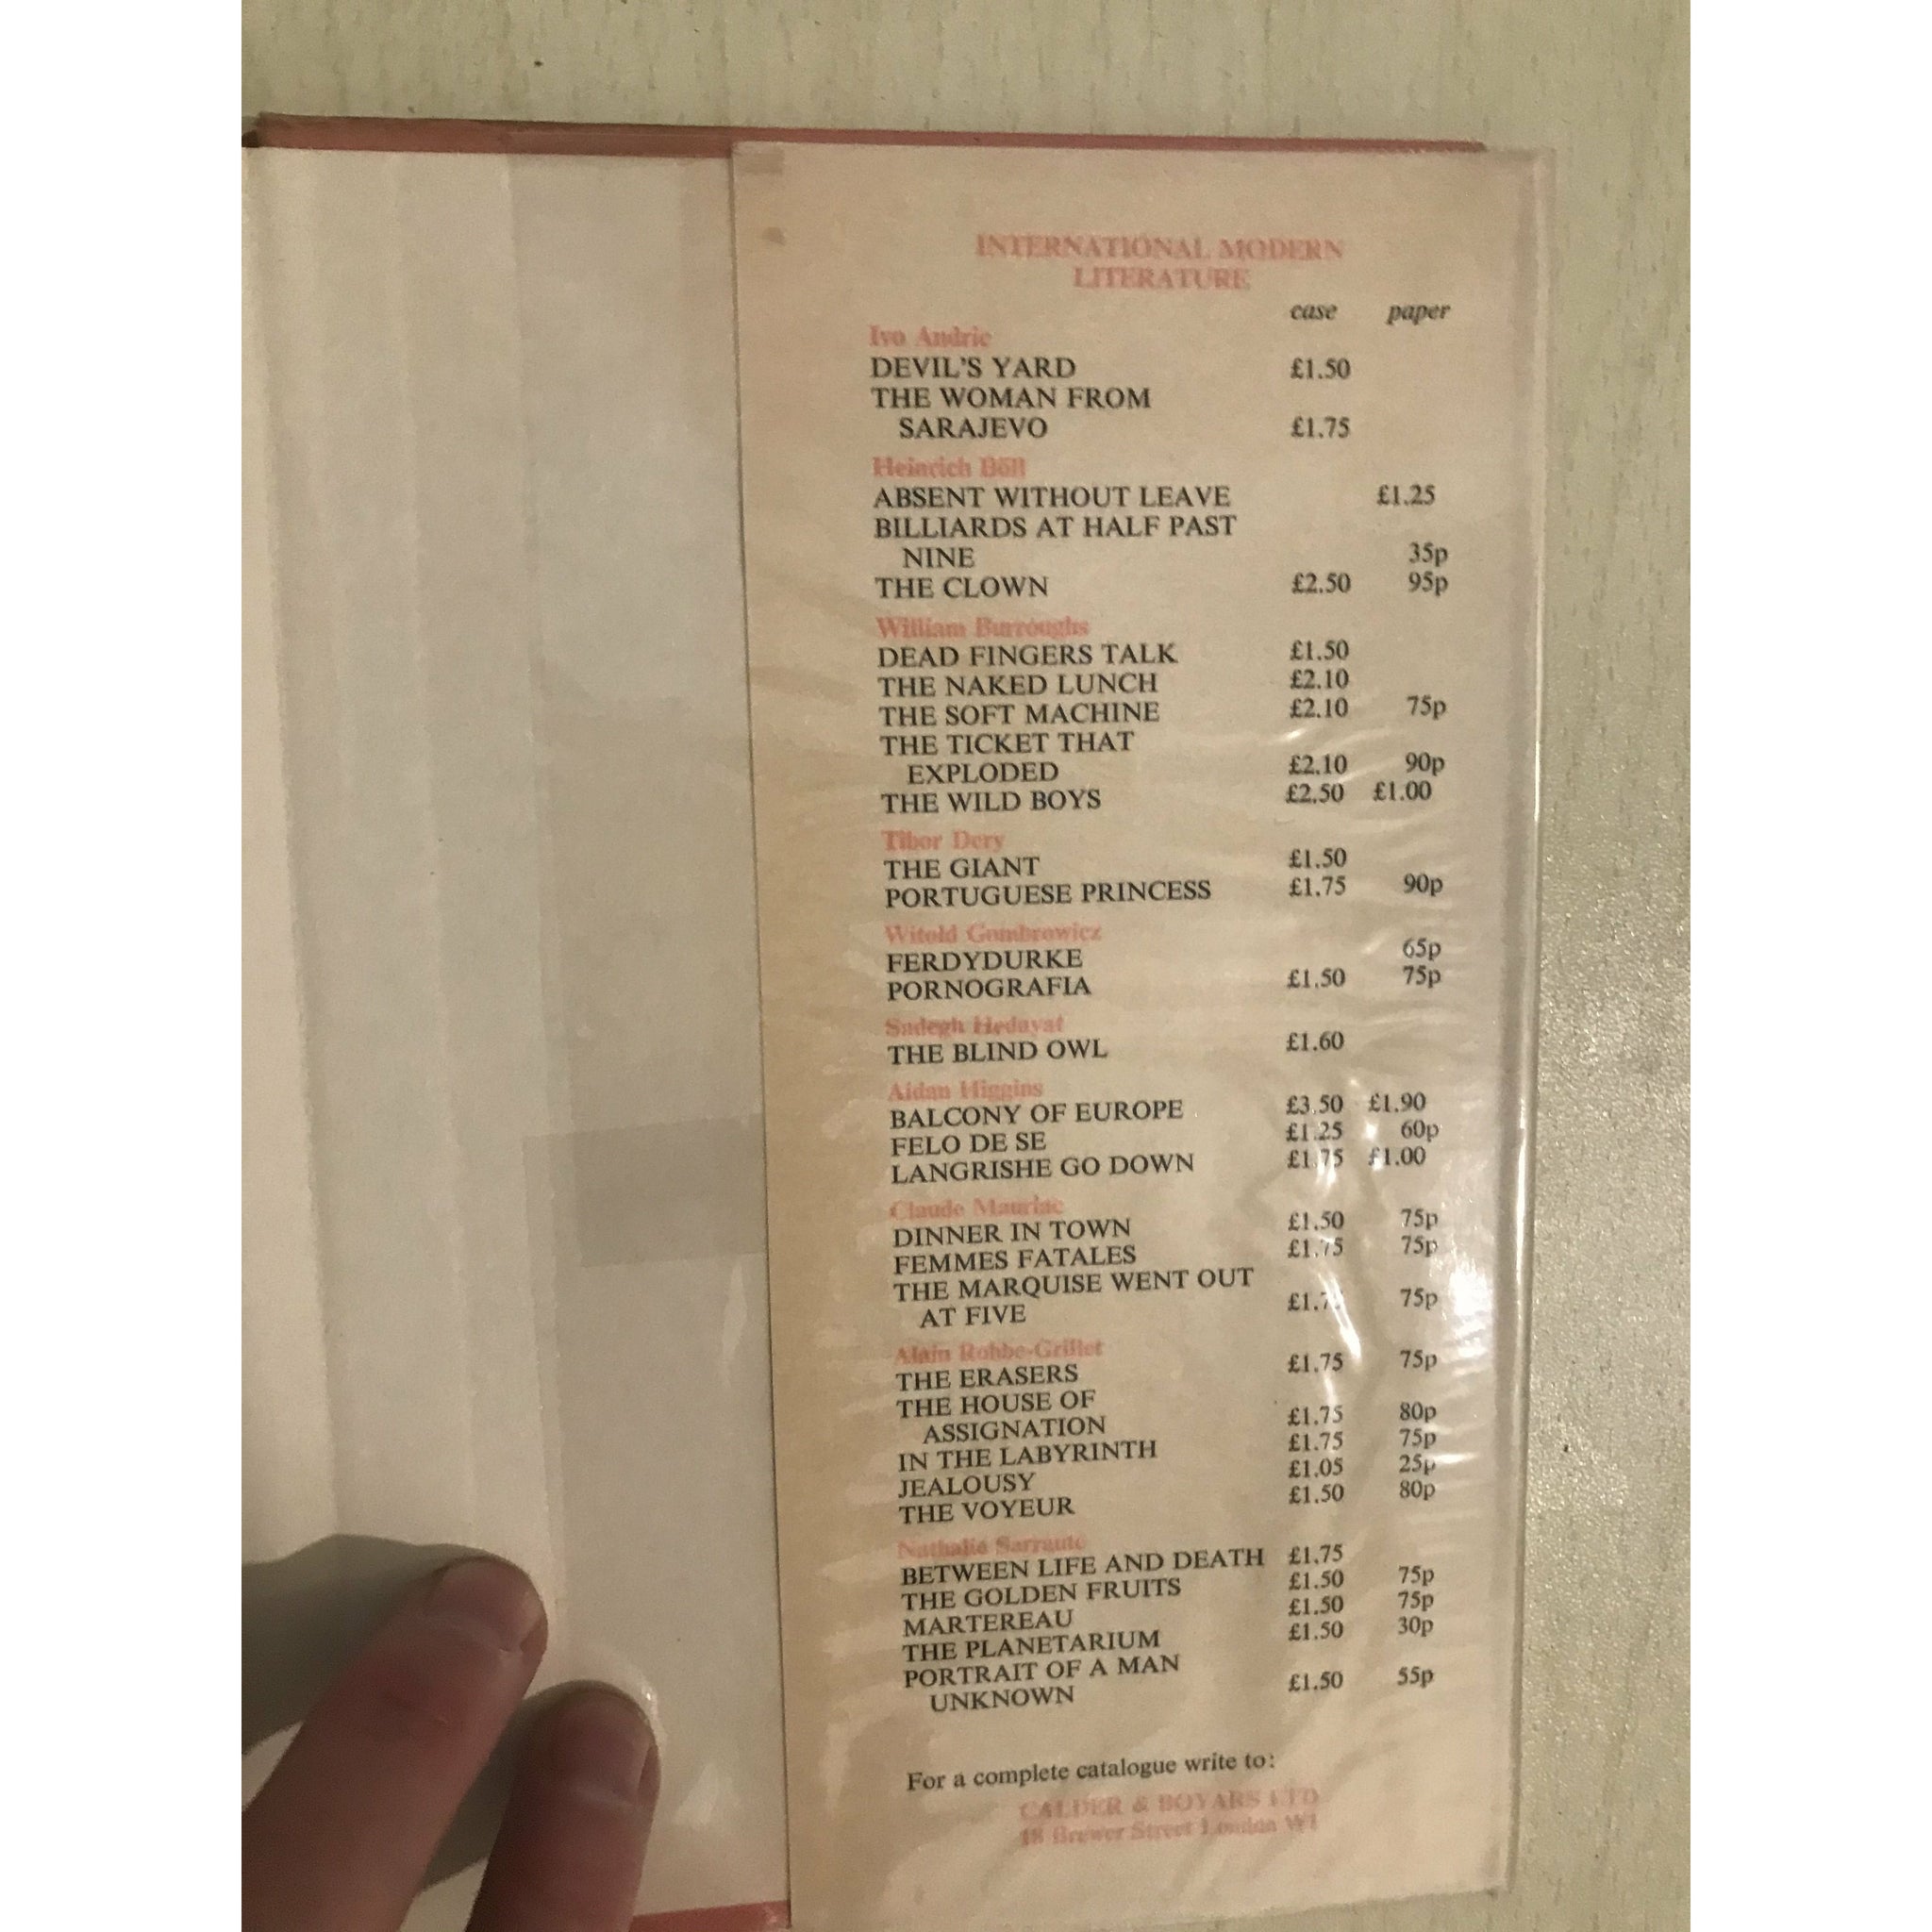 INTERNATIONAL MODERN
LITERATURE
case paper
Ivo Andric
DEVIL'S YARD £1.50
THE WOMAN FROM
SARAJEVO £1.75
Heinrich Böll
ABSENT WITHOUT LEAVE £1.25
BILLIARDS AT HALF PAST
NINE 35p
THE CLOWN £2.50 95p
William Burroughs
DEAD FINGERS TALK £1.50
THE NAKED LUNCH £2.10
THE SOFT MACHINE £2.10 75p
THE TICKET THAT
EXPLODED £2.10 90p
THE WILD BOYS £2.50 £1.00
Tibor Dery
THE GIANT £1.50
PORTUGUESE PRINCESS £1.75 90p
Witold Gombrowicz
FERDYDURKE 65p
PORNOGRAFIA £1.50 75p
Sadegh Hedayat
THE BLIND OWL £1.60
Aidan Higgins
BALCONY OF EUROPE £3.50 £1.90
FELO DE SE £1.25 60p
LANGRISHE GO DOWN £1.75 £1.00
Claude Mauriac
DINNER IN TOWN £1.50 75p
FEMMES FATALES £1.75 75p
THE MARQUISE WENT OUT
AT FIVE 75p
Alain Robbe-Grillet
THE ERASERS £1.75 75p
THE HOUSE OF
ASSIGNATION £1.75 80p
IN THE LABYRINTH £1.75 75p
JEALOUSY £1.05 25p
THE VOYEUR £1.50 80p
Nathalie Sarraute
BETWEEN LIFE AND DEATH £1.75
THE GOLDEN FRUITS £1.50 75p
MARTEREAU £1.50 75p
THE PLANETARIUM £1.50 30p
PORTRAIT OF A MAN
UNKNOWN £1.50 55p
For a complete catalogue write to:
CALDER & BOYARS LTD
18 Brewer Street London W1